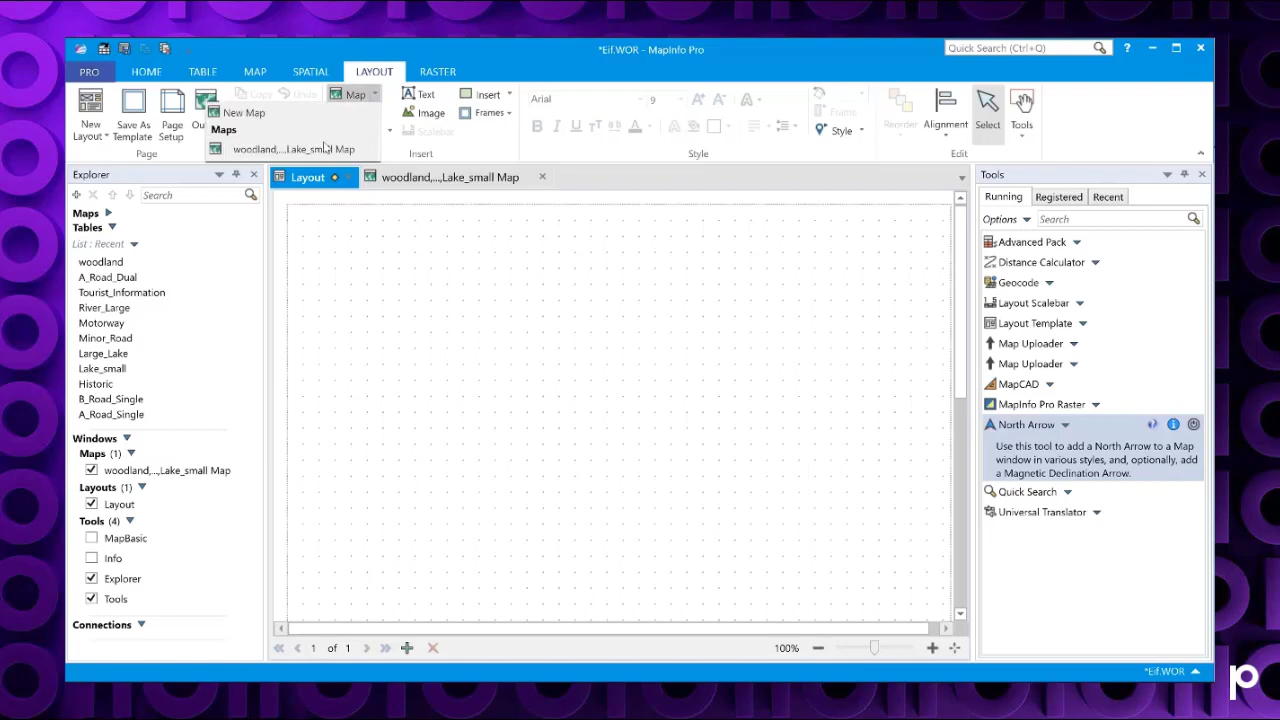 *Eif.WOR - MapInfo Pro
Quick Search (Ctrl+Q)
?
PRO HOME TABLE MAP SPATIAL LAYOUT RASTER
New Layout
Save As Template
Page Setup
Page
Copy Undo
Map
New Map
Maps
woodland,...,Lake_small Map
Text
Image
Scalebar
Insert
Frames
Insert
Arial 9
B I U
Style
Frame
Style
Reorder
Alignment
Select
Tools
Edit
Explorer
Search
Maps
Tables
List : Recent
woodland
A_Road_Dual
Tourist_Information
River_Large
Motorway
Minor_Road
Large_Lake
Lake_small
Historic
B_Road_Single
A_Road_Single
Windows
Maps (1)
woodland,...,Lake_small Map
Layouts (1)
Layout
Tools (4)
MapBasic
Info
Explorer
Tools
Connections
Layout
woodland,...,Lake_small Map
1 of 1
100%
Tools
Running Registered Recent
Options Search
Advanced Pack
Distance Calculator
Geocode
Layout Scalebar
Layout Template
Map Uploader
Map Uploader
MapCAD
MapInfo Pro Raster
North Arrow
Use this tool to add a North Arrow to a Map
window in various styles, and, optionally, add
a Magnetic Declination Arrow.
Quick Search
Universal Translator
*Eif.WOR